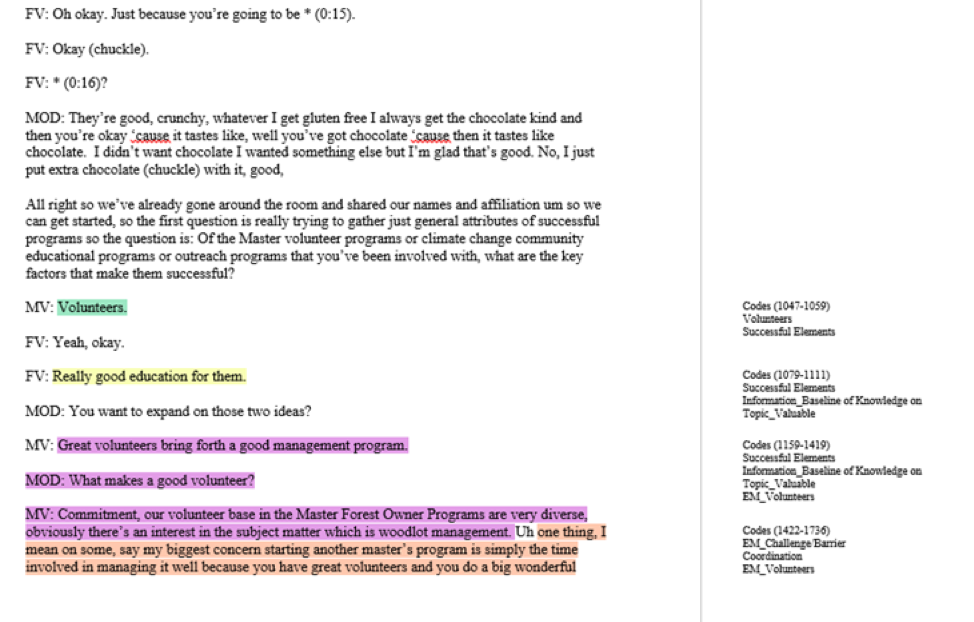 FV: Oh okay. Just because you’re going to be * (0:15).
FV: Okay (chuckle).
FV: * (0:16)?
MOD: They’re good, crunchy, whatever I get gluten free I always get the chocolate kind and
then you’re okay ‘cause it tastes like, well you’ve got chocolate ‘cause then it tastes like
chocolate.  I didn’t want chocolate I wanted something else but I’m glad that’s good. No, I just
put extra chocolate (chuckle) with it, good,
All right so we’ve already gone around the room and shared our names and affiliation um so we
can get started, so the first question is really trying to gather just general attributes of successful
programs so the question is: Of the Master volunteer programs or climate change community
educational programs or outreach programs that you’ve been involved with, what are the key
factors that make them successful?
MV: Volunteers.
Codes (1047-1059)
Volunteers
Successful Elements
FV: Yeah, okay.
FV: Really good education for them.
Codes (1079-1111)
Successful Elements
Information_Baseline of Knowledge on
Topic_Valuable
MOD: You want to expand on those two ideas?
MV: Great volunteers bring forth a good management program.
Codes (1159-1419)
Successful Elements
Information_Baseline of Knowledge on
Topic_Valuable
EM_Volunteers
MOD: What makes a good volunteer?
MV: Commitment, our volunteer base in the Master Forest Owner Programs are very diverse,
obviously there’s an interest in the subject matter which is woodlot management. Uh one thing, I
mean on some, say my biggest concern starting another master’s program is simply the time
involved in managing it well because you have great volunteers and you do a big wonderful
Codes (1422-1736)
EM_Challenge/Barrier
Coordination
EM_Volunteers